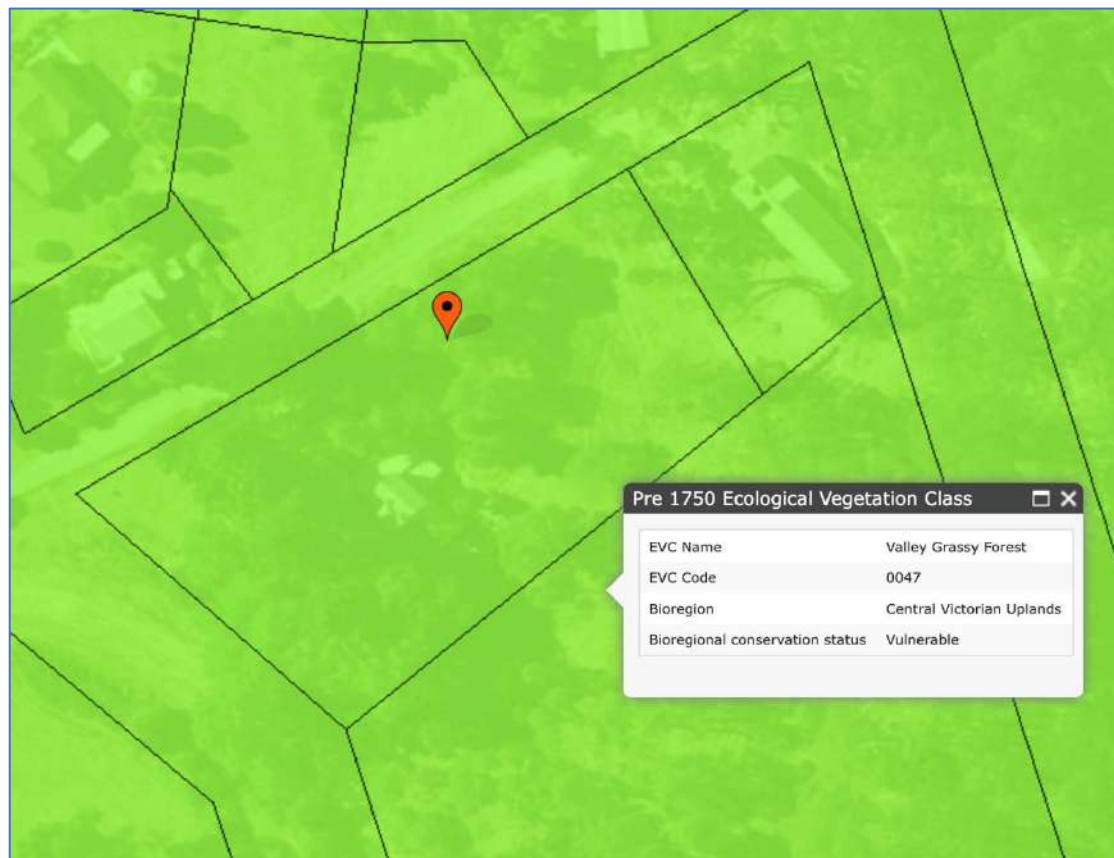 Pre 1750 Ecological Vegetation Class
EVC Name Valley Grassy Forest
EVC Code 0047
Bioregion Central Victorian Uplands
Bioregional conservation status Vulnerable